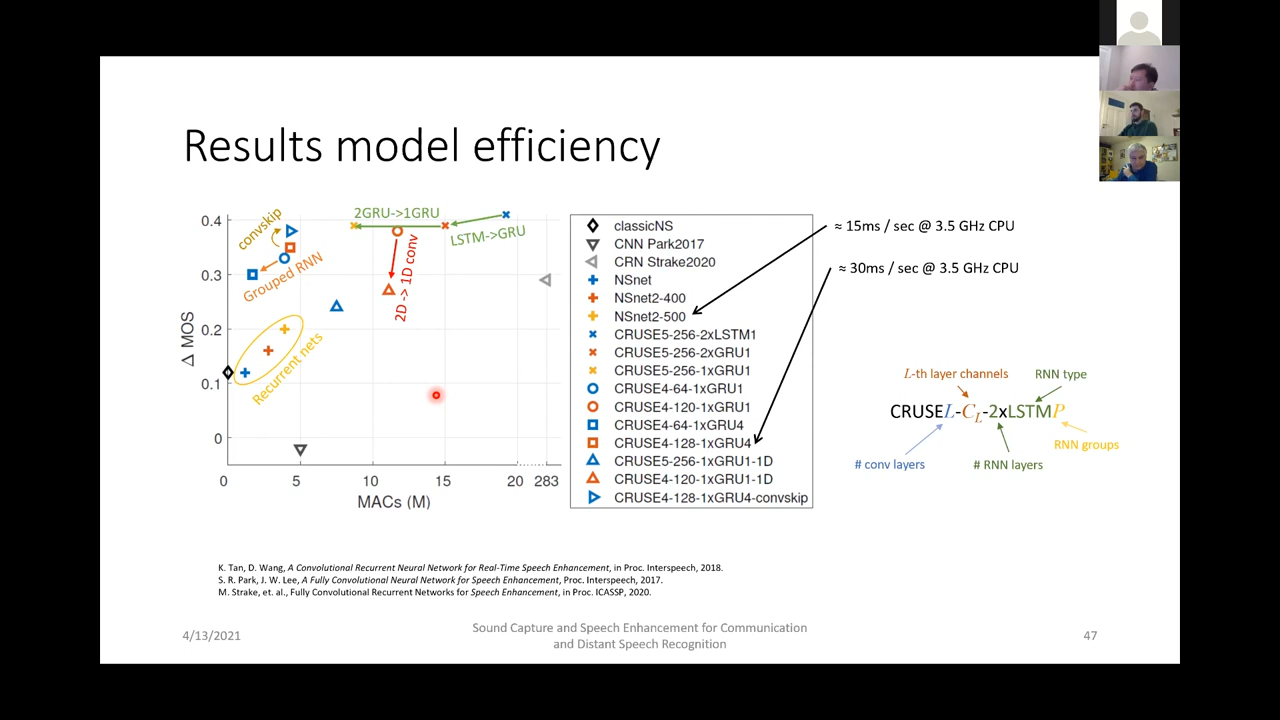 Results model efficiency
0.4
0.3
0.2
0.1
0
Δ MOS
0
5
10
15
20
283
MACs (M)
convskip
2GRU->1GRU
LSTM->GRU
Grouped RNN
2D -> 1D conv
Recurrent nets
classicNS
CNN Park2017
CRN Strake2020
NSnet
NSnet2-400
NSnet2-500
CRUSE5-256-2xLSTM1
CRUSE5-256-2xGRU1
CRUSE5-256-1xGRU1
CRUSE4-64-1xGRU1
CRUSE4-120-1xGRU1
CRUSE4-64-1xGRU4
CRUSE4-128-1xGRU4
CRUSE5-256-1xGRU1-1D
CRUSE4-120-1xGRU1-1D
CRUSE4-128-1xGRU4-convskip
≈ 15ms / sec @ 3.5 GHz CPU
≈ 30ms / sec @ 3.5 GHz CPU
L-th layer channels
RNN type
CRUSEL-C_L-2xLSTMP
RNN groups
# conv layers
# RNN layers
K. Tan, D. Wang, A Convolutional Recurrent Neural Network for Real-Time Speech Enhancement, in Proc. Interspeech, 2018.
S. R. Park, J. W. Lee, A Fully Convolutional Neural Network for Speech Enhancement, Proc. Interspeech, 2017.
M. Strake, et. al., Fully Convolutional Recurrent Networks for Speech Enhancement, in Proc. ICASSP, 2020.
4/13/2021
Sound Capture and Speech Enhancement for Communication
and Distant Speech Recognition
47